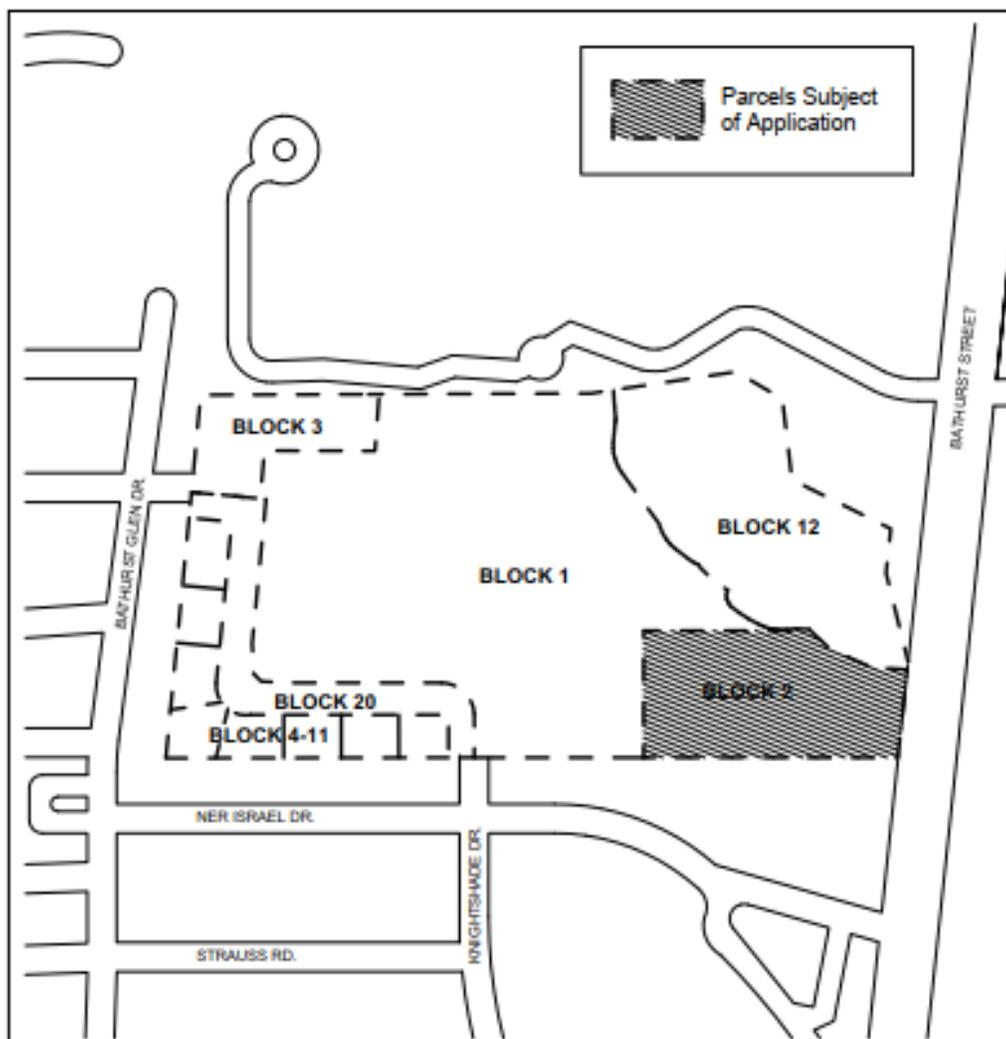 Parcels Subject
of Application
BATHURST STREET
BLOCK 3
BATHURST GLEN DR.
BLOCK 12
BLOCK 1
BLOCK 2
BLOCK 20
BLOCK 4-11
NER ISRAEL DR.
KNIGHTSHADE DR.
STRAUSS RD.